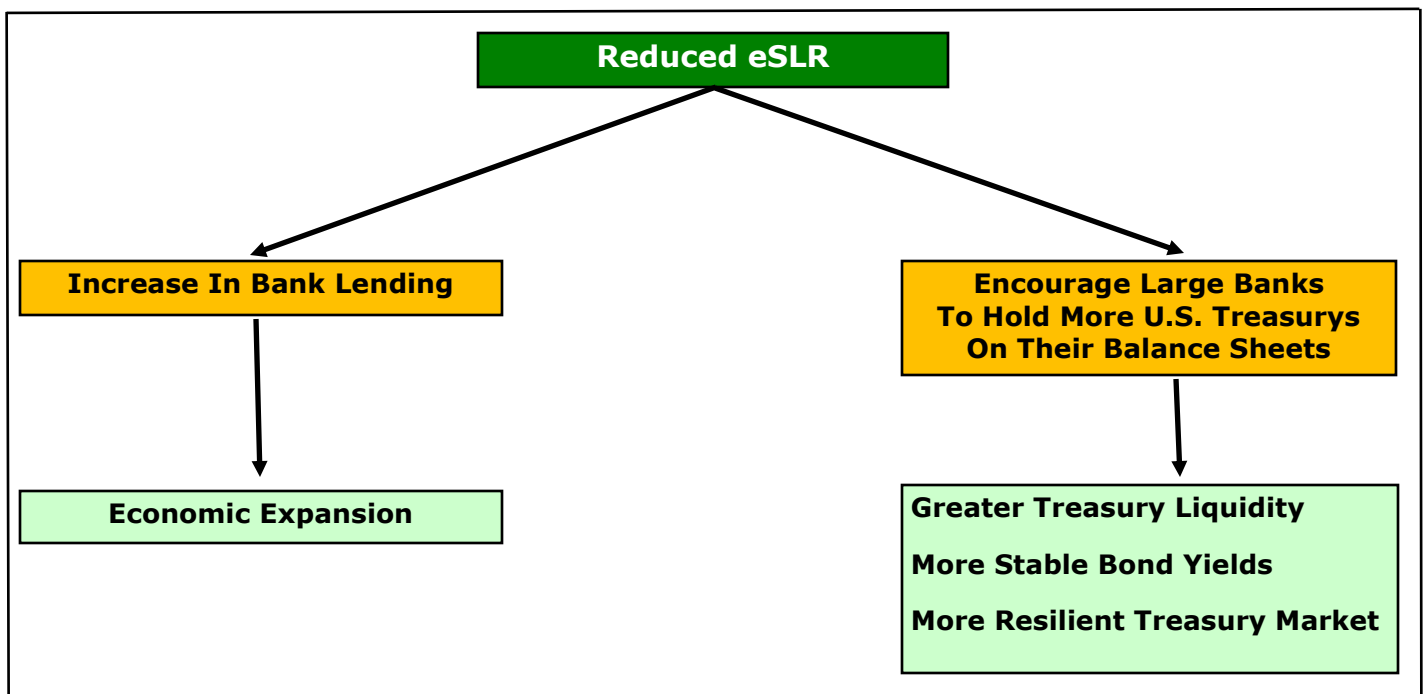 Reduced eSLR
Increase In Bank Lending
Encourage Large Banks
To Hold More U.S. Treasurys
On Their Balance Sheets
Economic Expansion
Greater Treasury Liquidity
More Stable Bond Yields
More Resilient Treasury Market